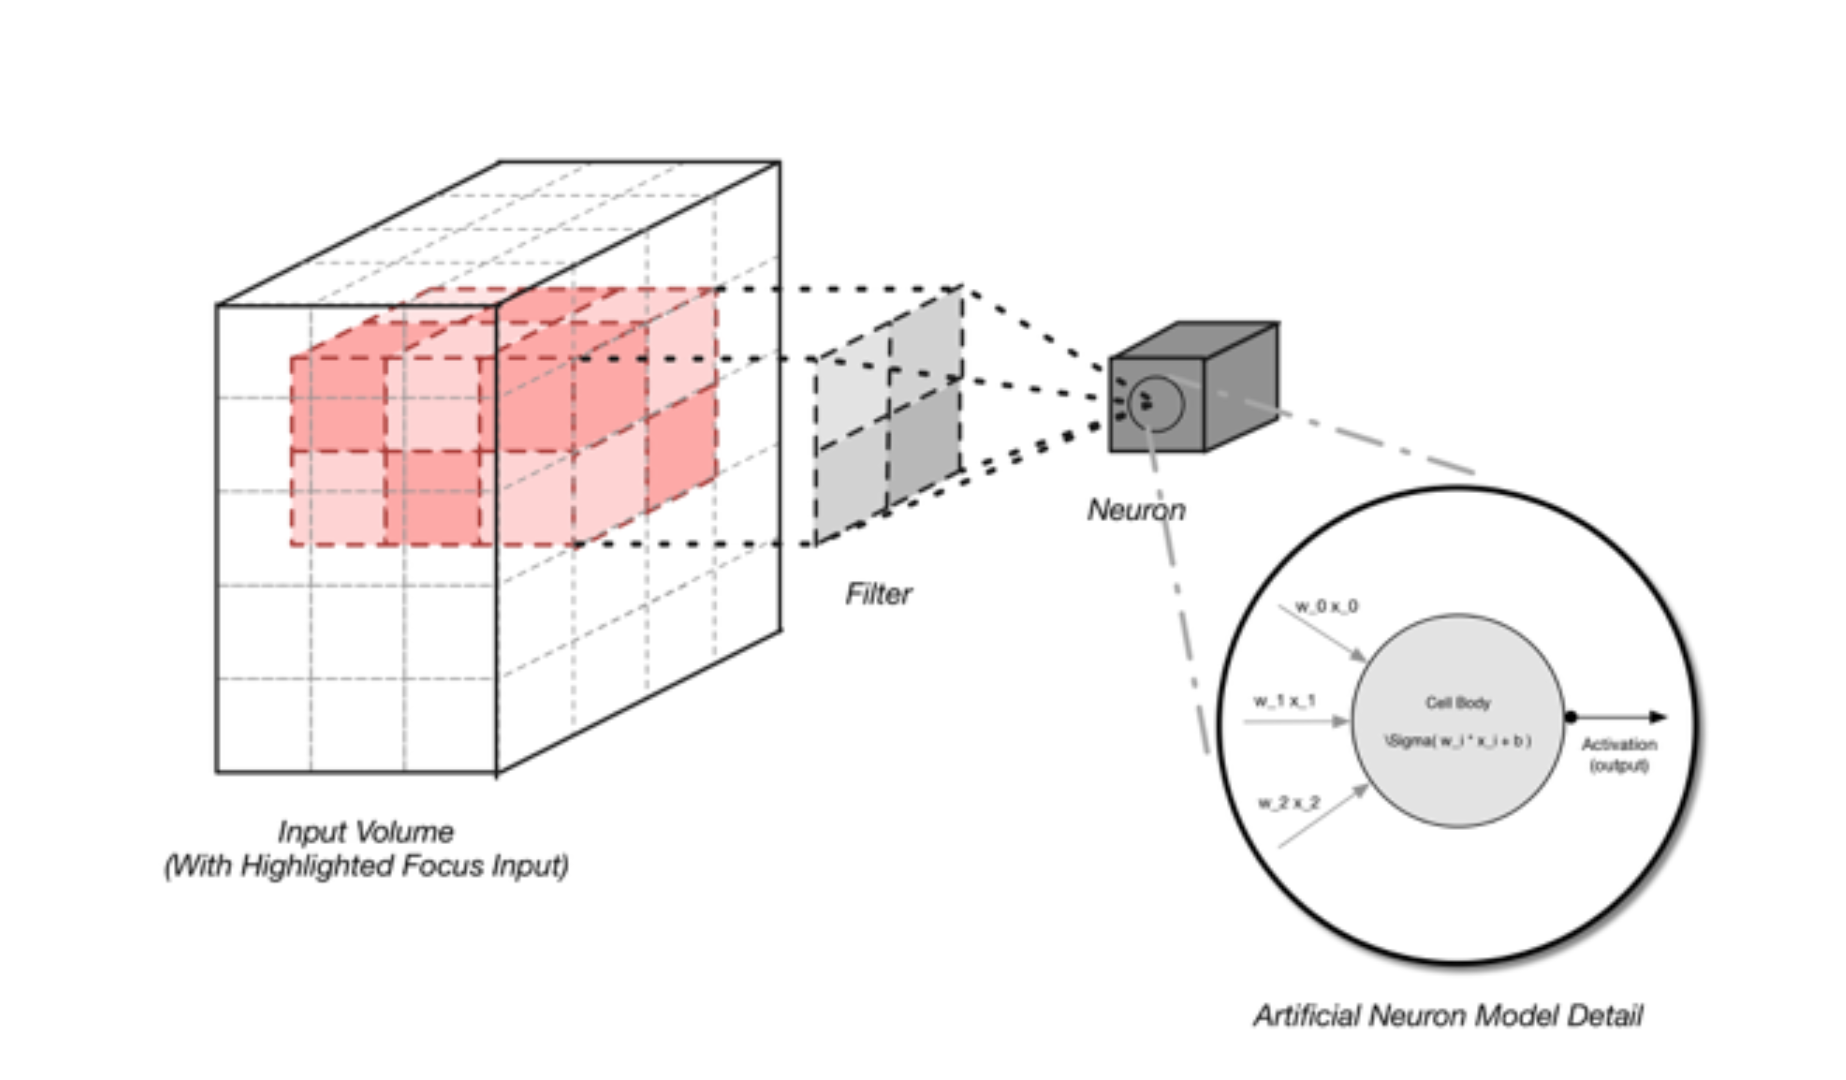 Input Volume
(With Highlighted Focus Input)
Filter
Neuron
w_0 x_0
w_1 x_1
w_2 x_2
Cell Body
\Sigma( w_i * x_i + b )
Activation
(output)
Artificial Neuron Model Detail